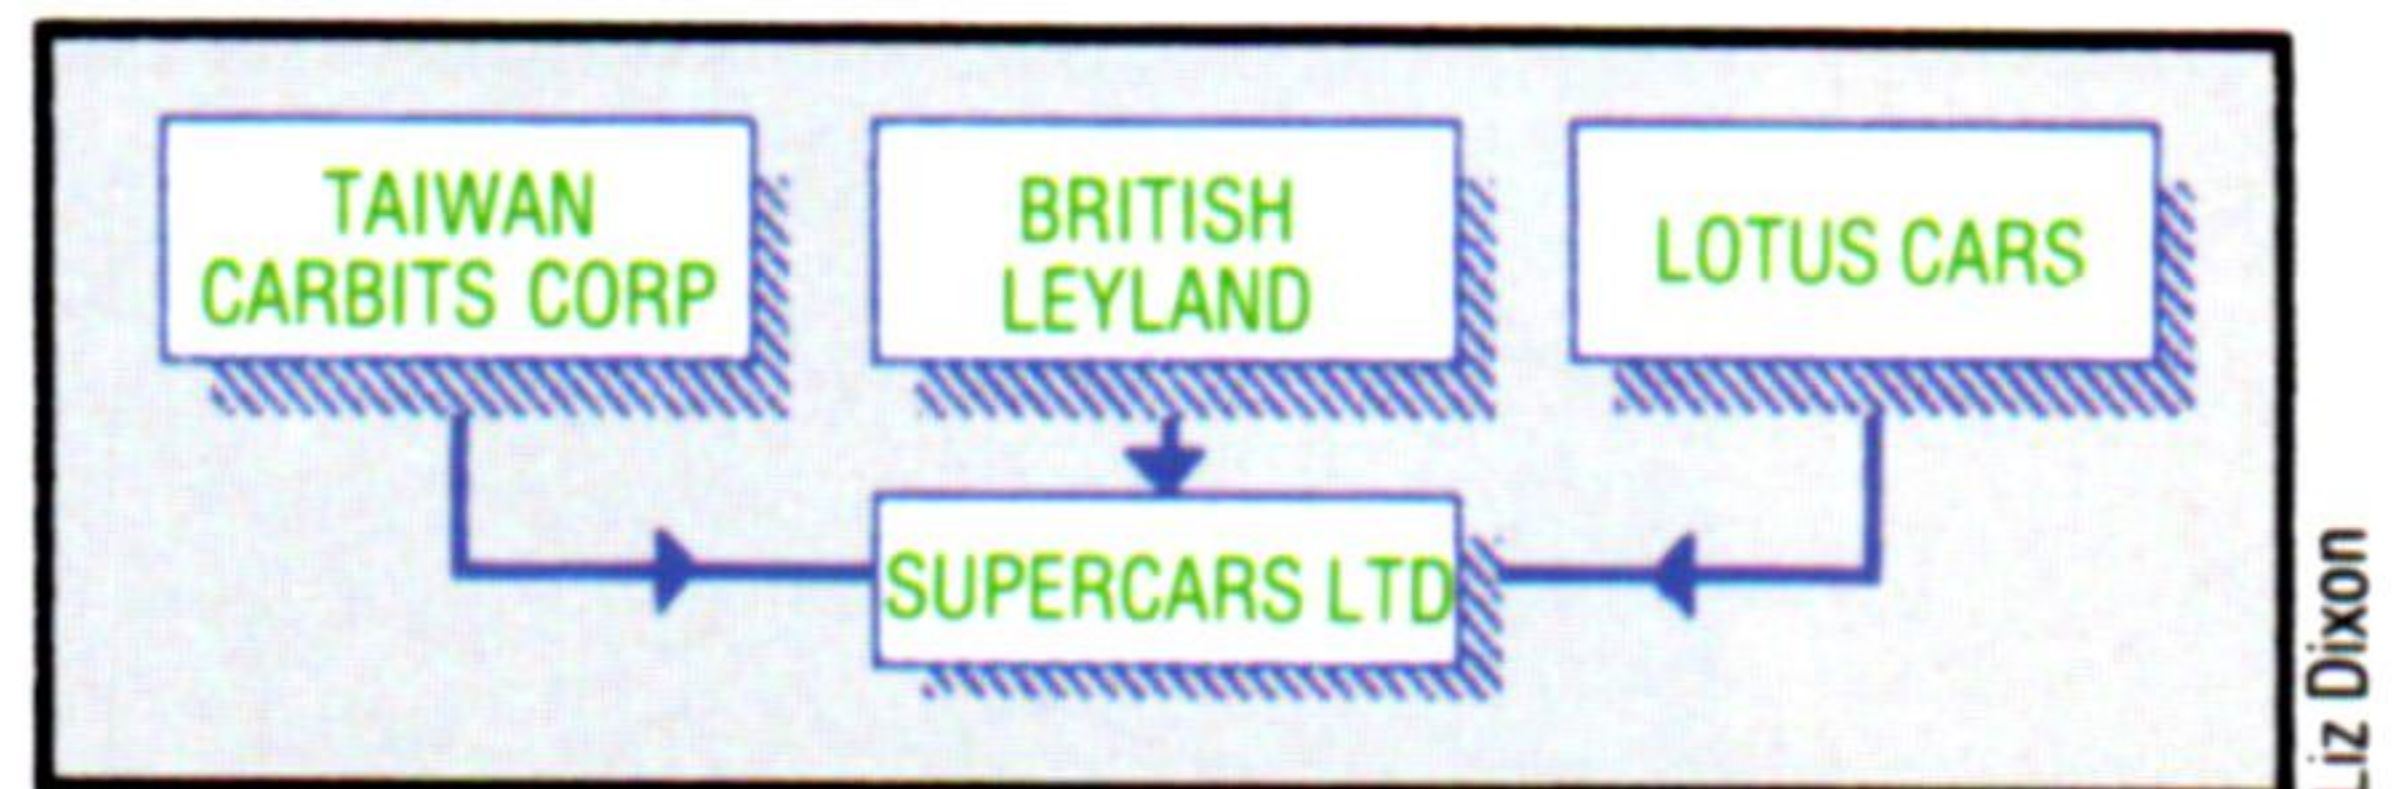 TAIWAN
CARBITS CORP
BRITISH
LEYLAND
LOTUS CARS
SUPERCARS LTD
Liz Dixon